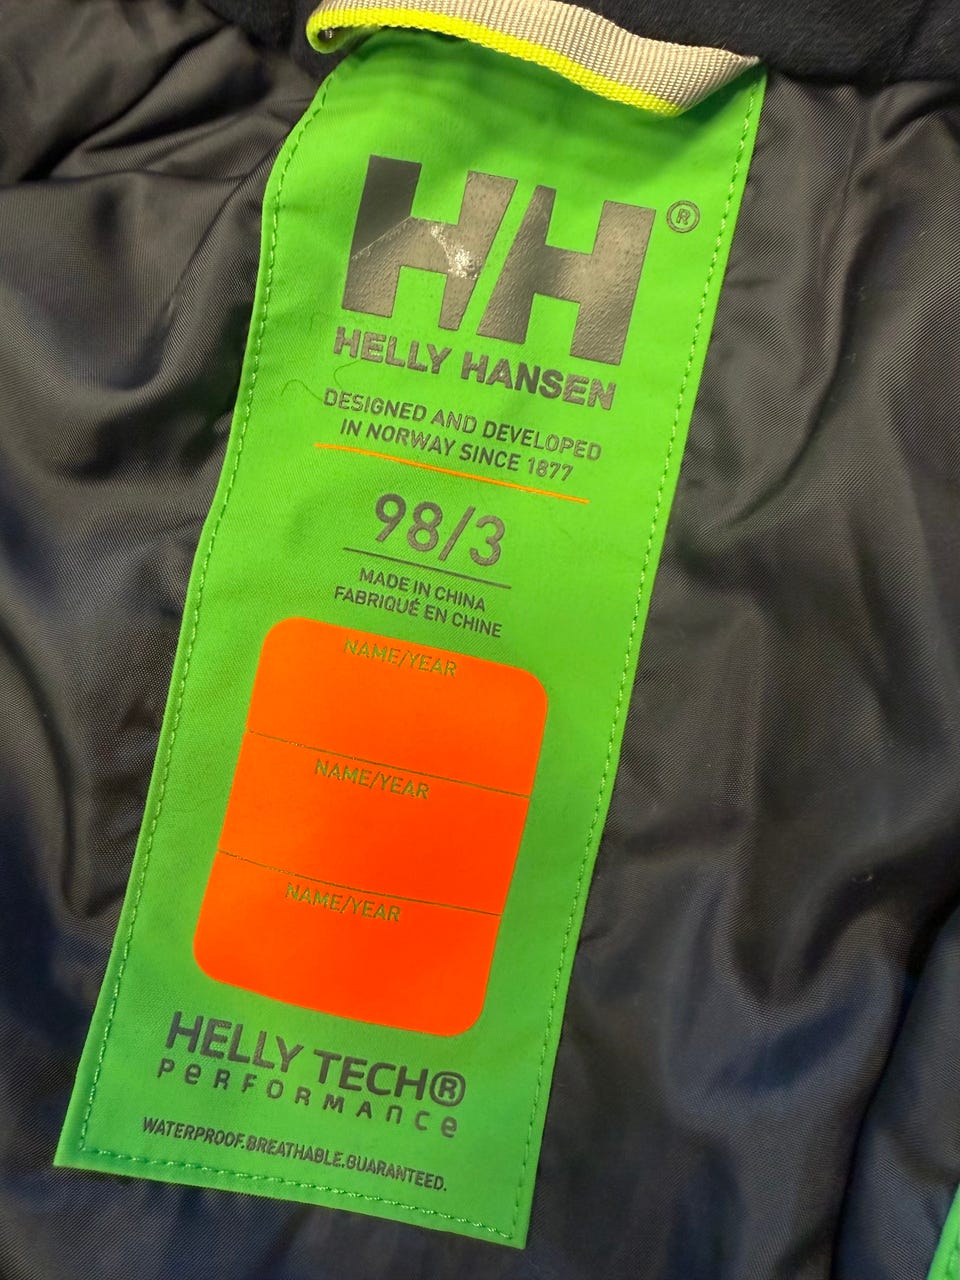 HH®
HELLY HANSEN
DESIGNED AND DEVELOPED
IN NORWAY SINCE 1877
98/3
MADE IN CHINA
FABRIQUÉ EN CHINE
NAME/YEAR
NAME/YEAR
NAME/YEAR
HELLY TECH®
PeRFORMAnce
WATERPROOF.BREATHABLE.GUARANTEED.